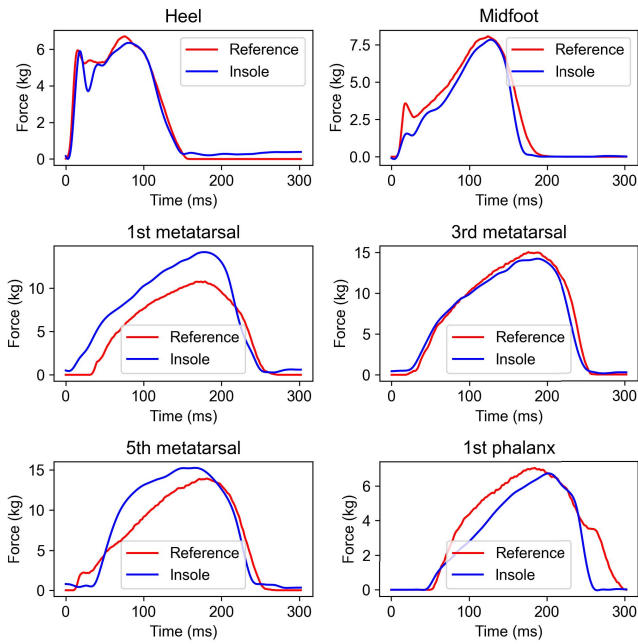 Heel
Midfoot
Force (kg)
6
4
2
0
Reference
Insole
0
100
200
300
Time (ms)
Force (kg)
7.5
5.0
2.5
0.0
Reference
Insole
0
100
200
300
Time (ms)
1st metatarsal
3rd metatarsal
Force (kg)
10
5
0
Reference
Insole
0
100
200
300
Time (ms)
Force (kg)
15
10
5
0
Reference
Insole
0
100
200
300
Time (ms)
5th metatarsal
1st phalanx
Force (kg)
15
10
5
0
Reference
Insole
0
100
200
300
Time (ms)
Force (kg)
6
4
2
0
Reference
Insole
0
100
200
300
Time (ms)